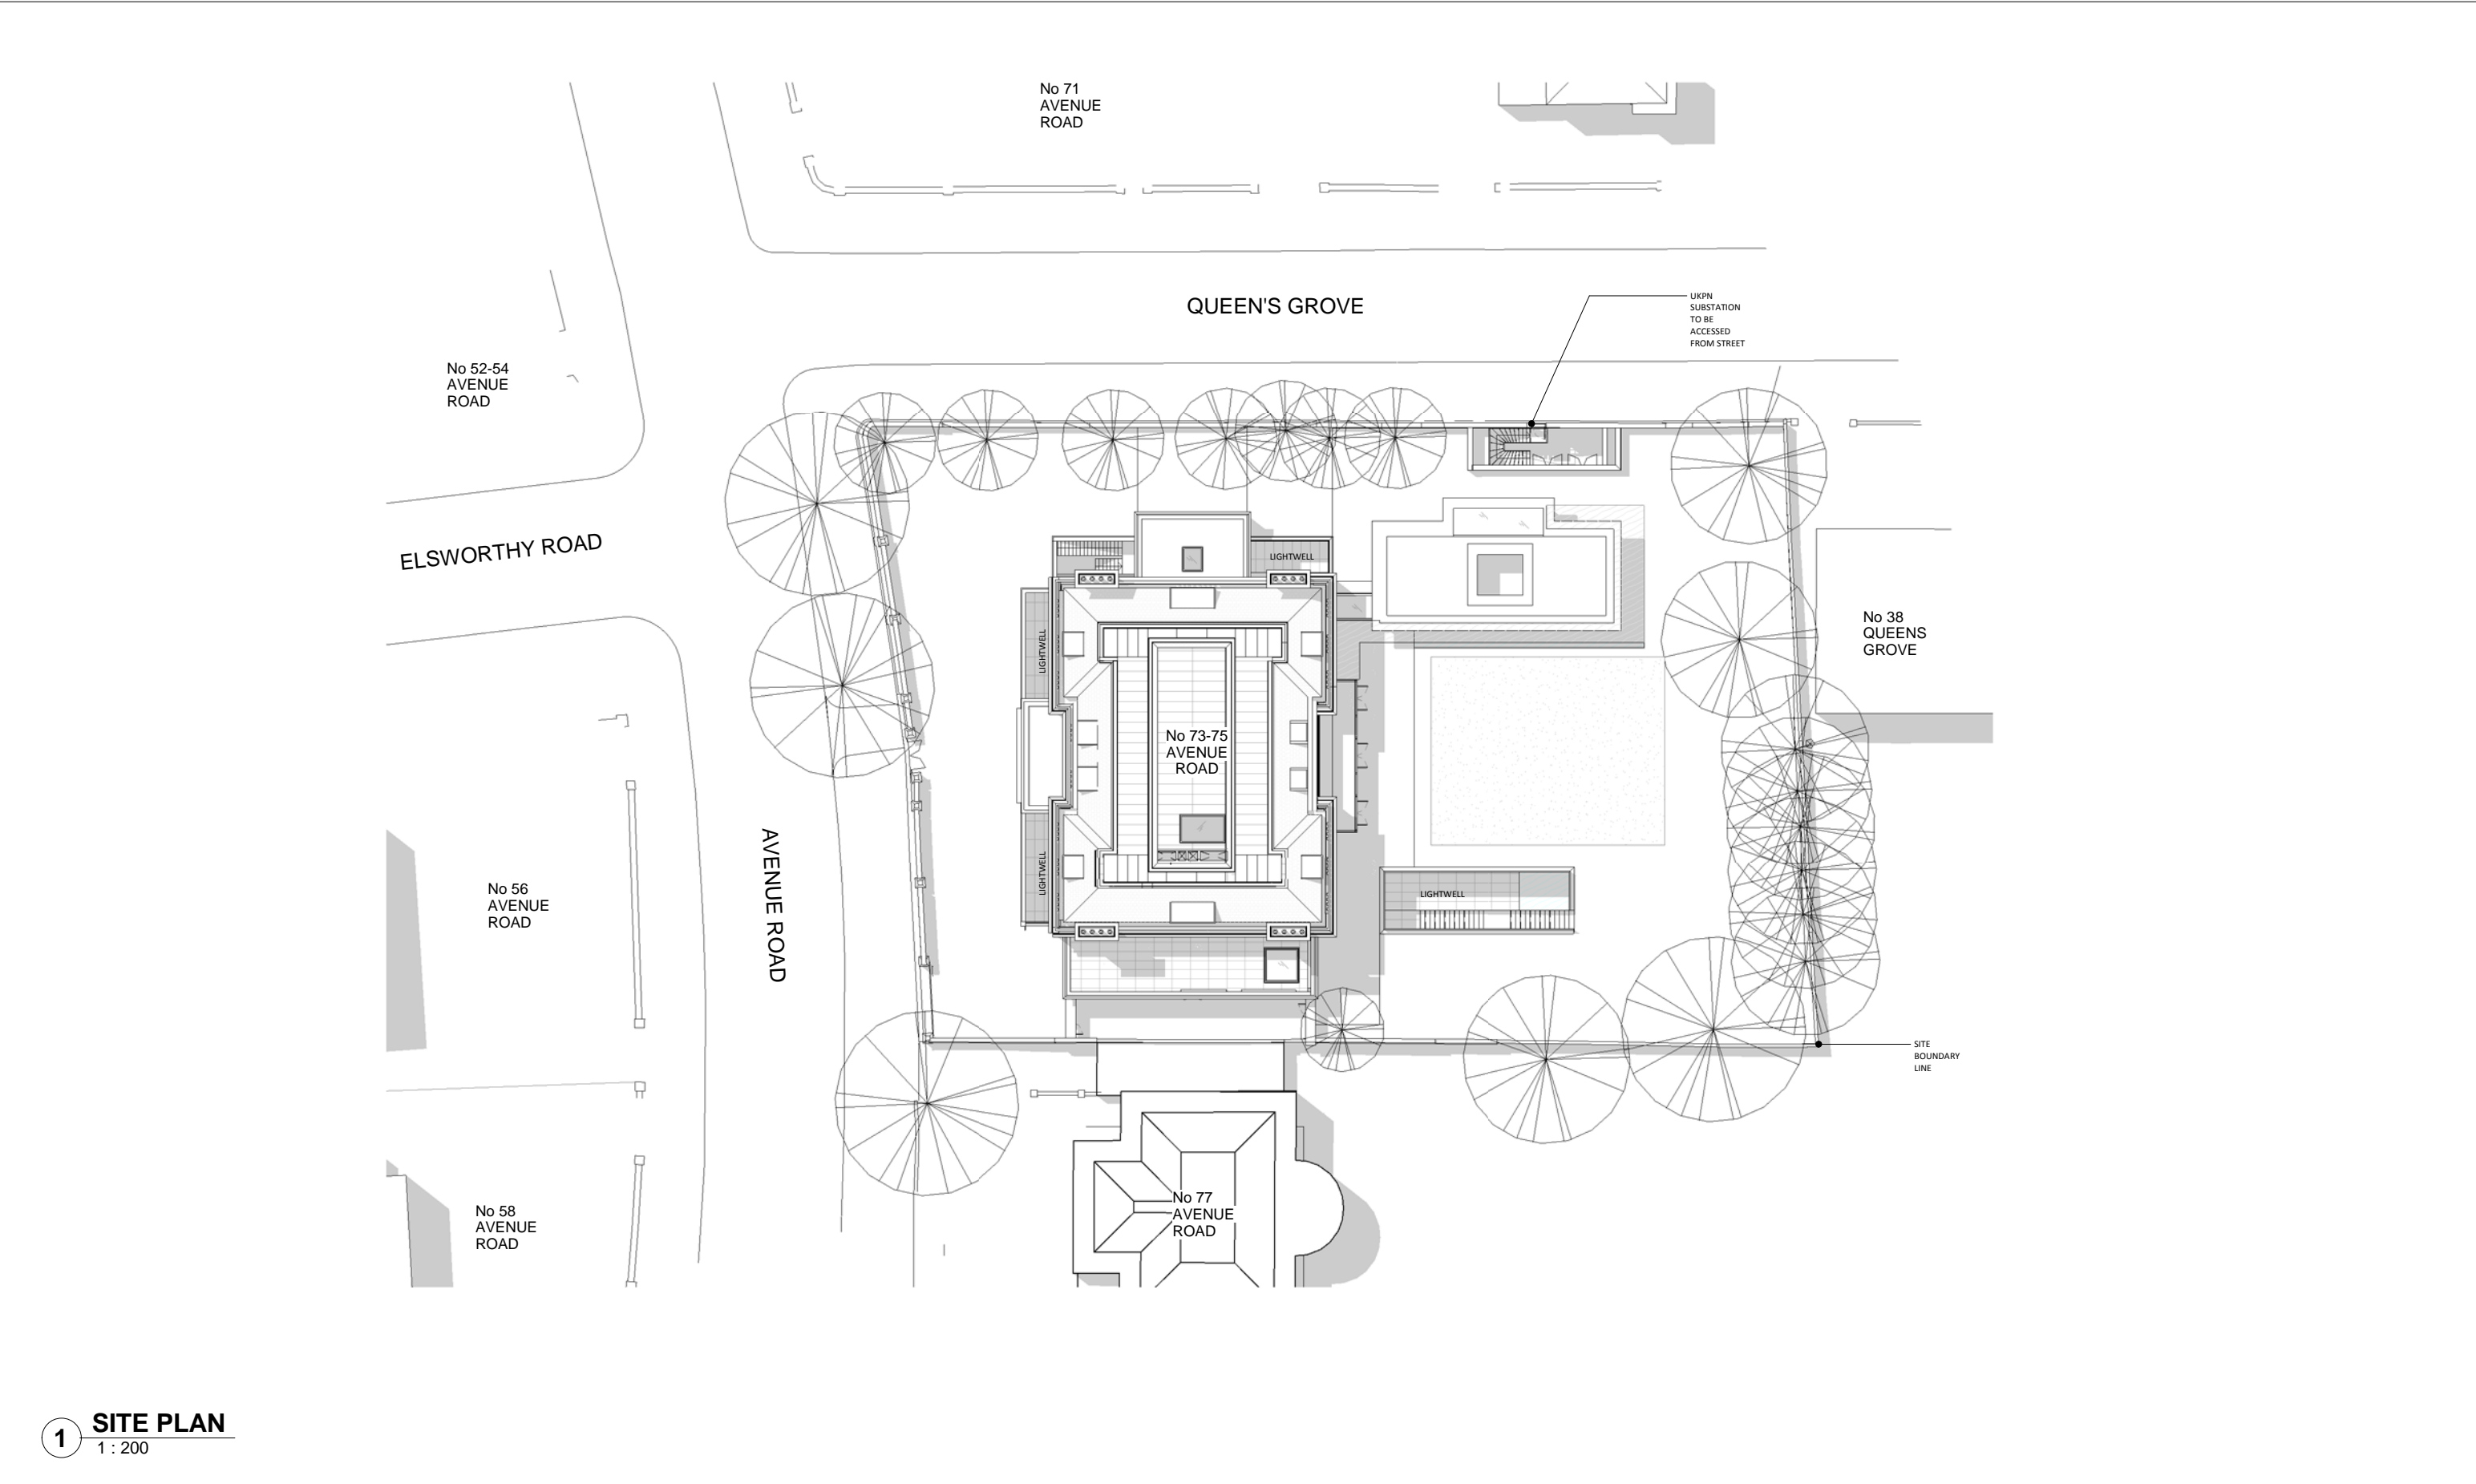 No 71
AVENUE
ROAD
QUEEN'S GROVE
UKPN
SUBSTATION
TO BE
ACCESSED
FROM STREET
No 52-54
AVENUE
ROAD
ELSWORTHY ROAD
LIGHTWELL
LIGHTWELL
No 38
QUEENS
GROVE
No 73-75
AVENUE
ROAD
AVENUE ROAD
LIGHTWELL
LIGHTWELL
No 56
AVENUE
ROAD
SITE
BOUNDARY
LINE
No 77
AVENUE
ROAD
No 58
AVENUE
ROAD
1 SITE PLAN
1 : 200